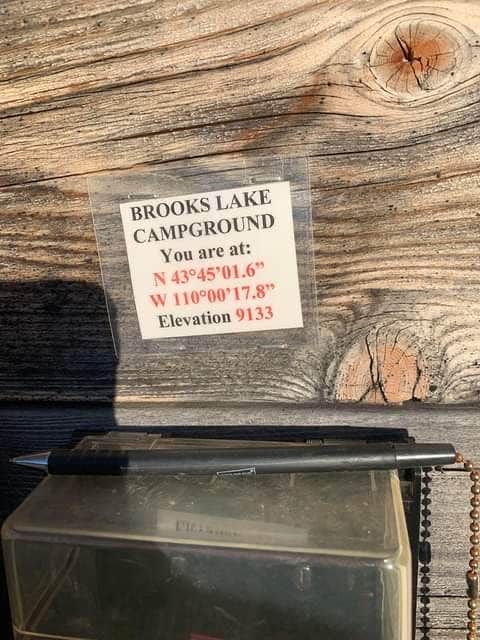 BROOKS LAKE
CAMPGROUND
You are at:
N 43°45’01.6”
W 110°00’17.8”
Elevation 9133